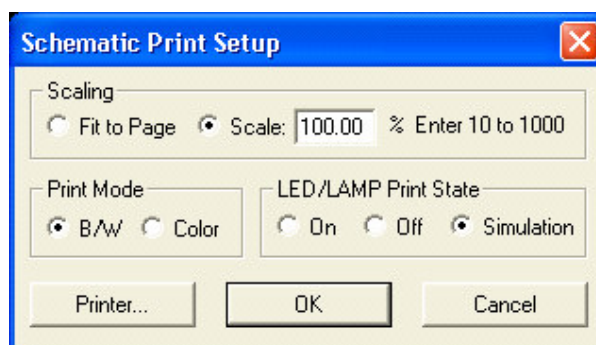 Schematic Print Setup
Scaling
Fit to Page Scale: 100.00 % Enter 10 to 1000
Print Mode
B/W Color
LED/LAMP Print State
On Off Simulation
Printer... OK Cancel